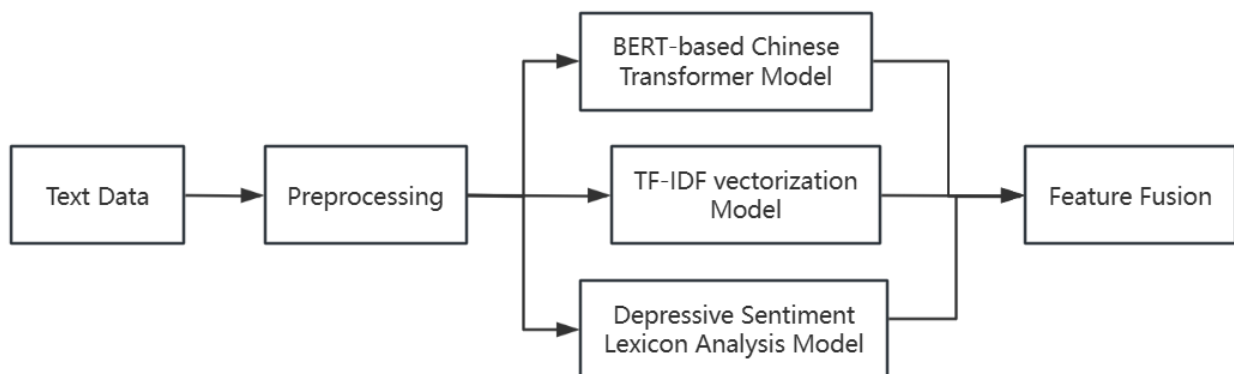 Text Data
Preprocessing
BERT-based Chinese
Transformer Model
TF-IDF vectorization
Model
Depressive Sentiment
Lexicon Analysis Model
Feature Fusion